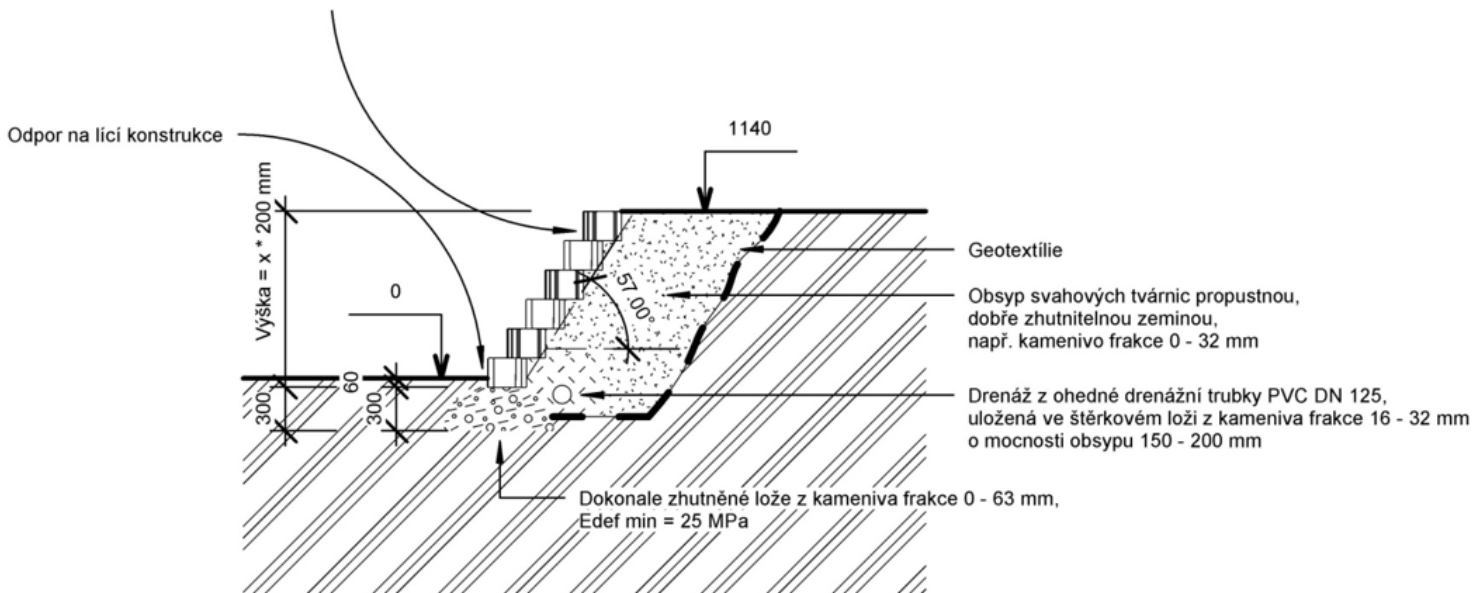 Odpor na lící konstrukce
1140
Výška = x * 200 mm
0
57.00°
60
300
300
Geotextílie
Obsyp svahových tvárnic propustnou,
dobře zhutnitelnou zeminou,
např. kamenivo frakce 0 - 32 mm
Drenáž z ohedné drenážní trubky PVC DN 125,
uložená ve štěrkovém loži z kameniva frakce 16 - 32 mm
o mocnosti obsypu 150 - 200 mm
Dokonale zhutněné lože z kameniva frakce 0 - 63 mm,
Edef min = 25 MPa